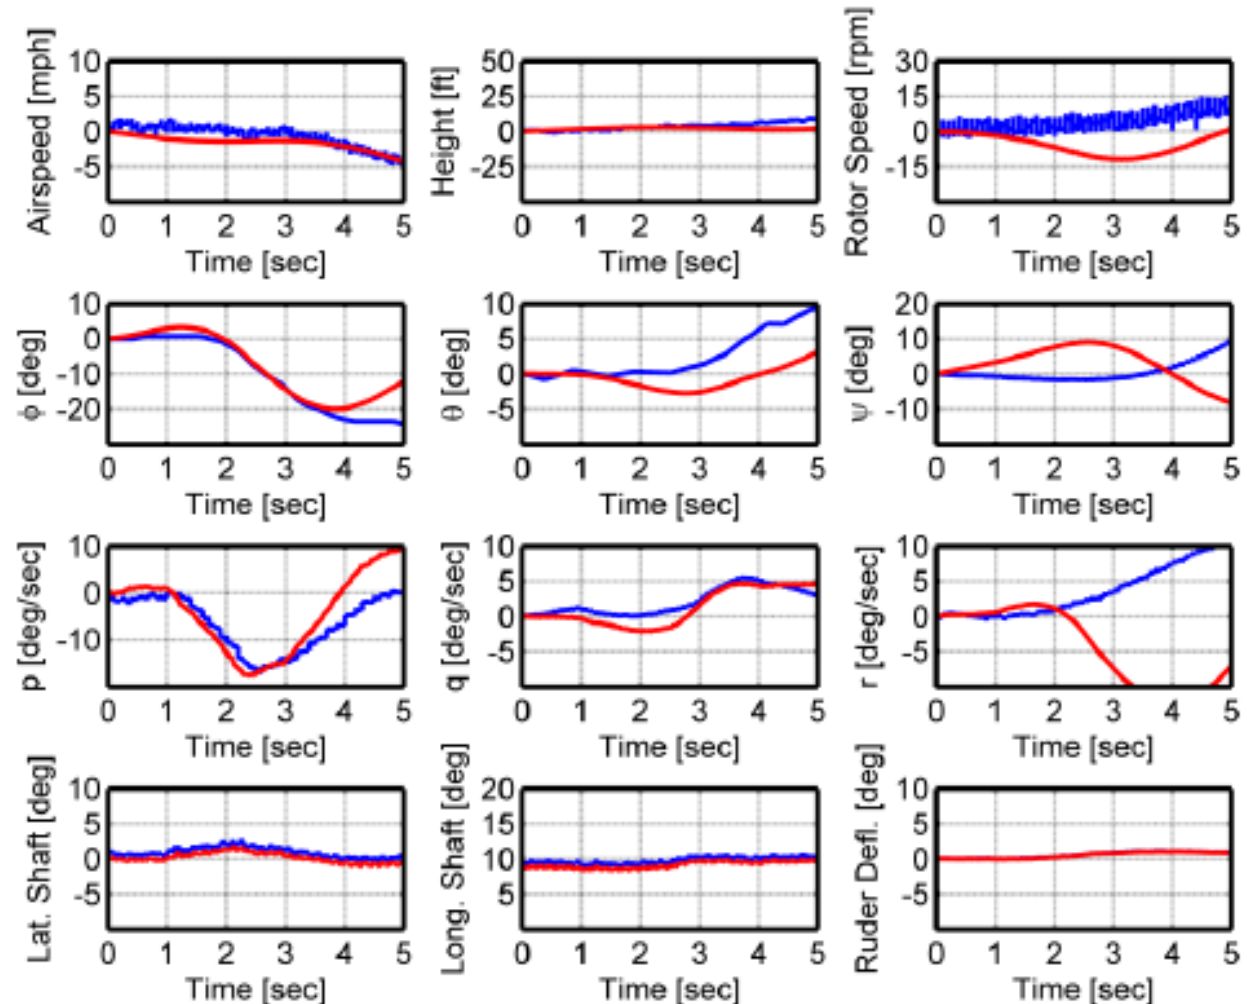 Airspeed [mph]
10
5
0
-5
0 1 2 3 4 5
Time [sec]
Height [ft]
50
25
0
-25
0 1 2 3 4 5
Time [sec]
Rotor Speed [rpm]
30
15
0
-15
0 1 2 3 4 5
Time [sec]
ϕ [deg]
10
0
-10
-20
0 1 2 3 4 5
Time [sec]
θ [deg]
10
5
0
-5
0 1 2 3 4 5
Time [sec]
ψ [deg]
20
10
0
-10
0 1 2 3 4 5
Time [sec]
p [deg/sec]
10
0
-10
0 1 2 3 4 5
Time [sec]
q [deg/sec]
10
5
0
-5
0 1 2 3 4 5
Time [sec]
r [deg/sec]
10
5
0
-5
0 1 2 3 4 5
Time [sec]
Lat. Shaft [deg]
10
5
0
-5
0 1 2 3 4 5
Time [sec]
Long. Shaft [deg]
20
15
10
5
0 1 2 3 4 5
Time [sec]
Ruder Defl. [deg]
10
5
0
-5
0 1 2 3 4 5
Time [sec]